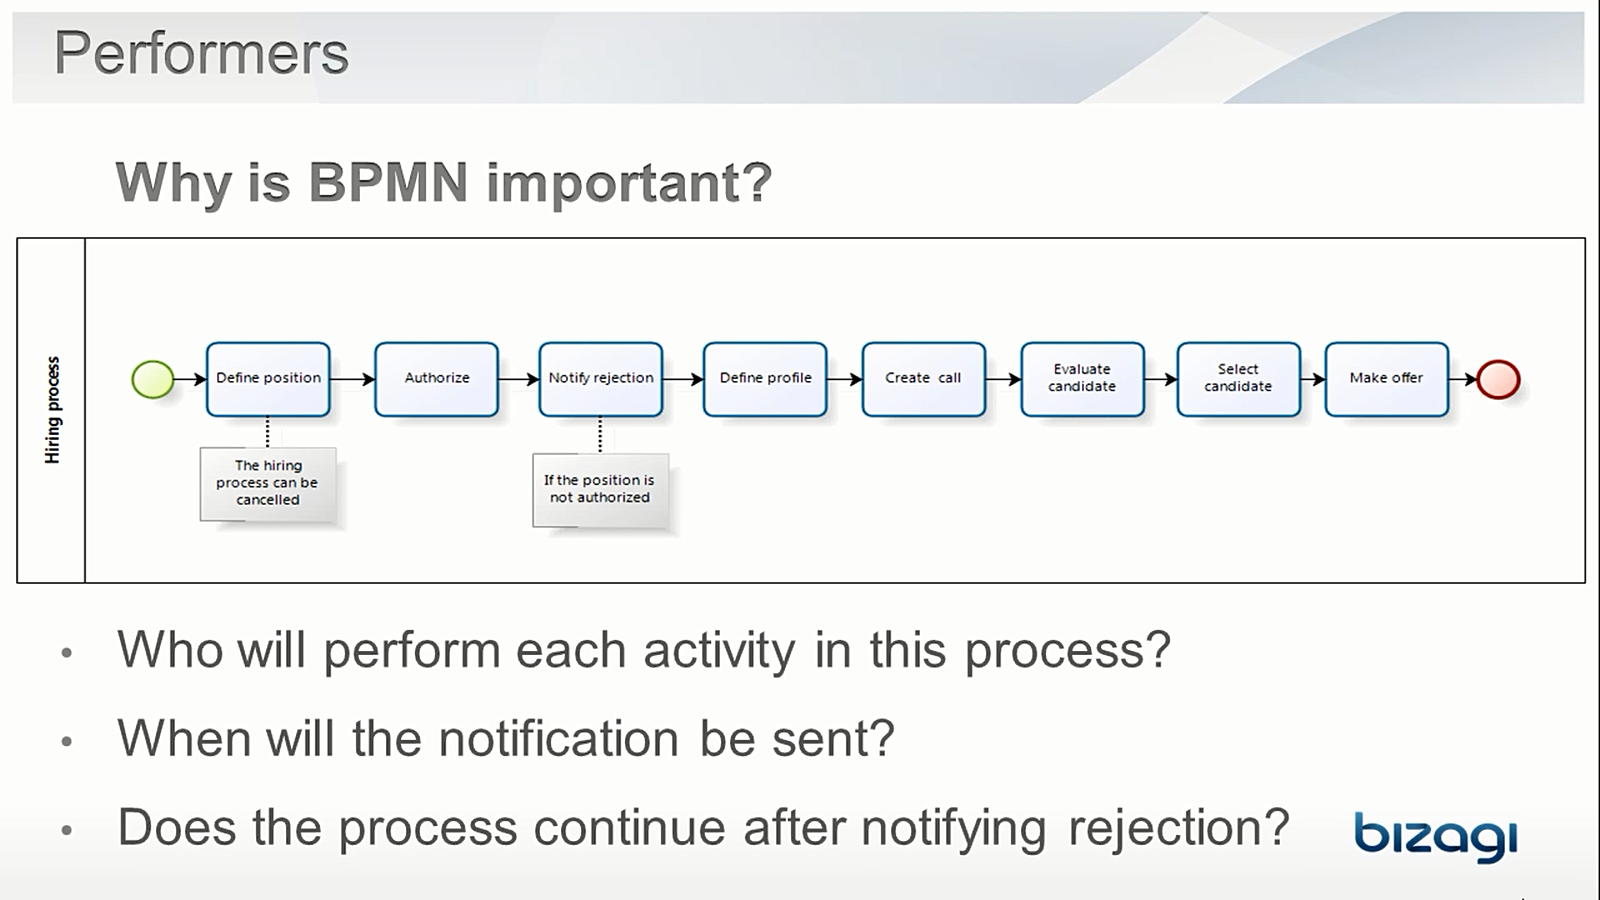 Performers
Why is BPMN important?
Hiring process
Define position
Authorize
Notify rejection
Define profile
Create call
Evaluate
candidate
Select
candidate
Make offer
The hiring
process can be
cancelled
If the position is
not authorized
• Who will perform each activity in this process?
• When will the notification be sent?
• Does the process continue after notifying rejection?
bizagi